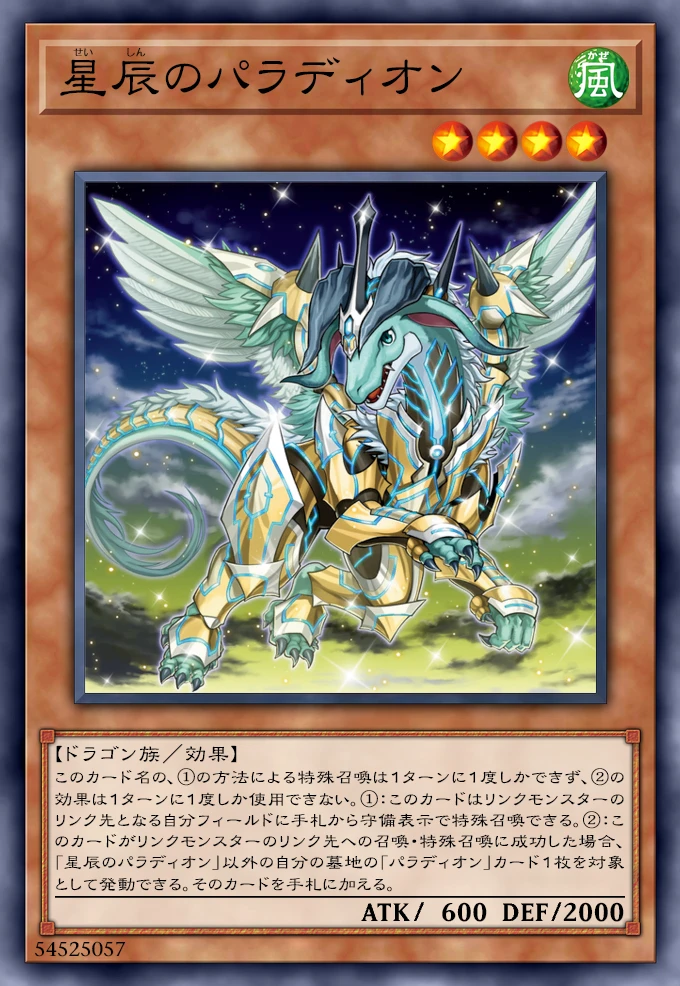 せい しん
星辰のパラディオン
かぜ
風
【ドラゴン族／効果】
このカード名の、①の方法による特殊召喚は１ターンに１度しかできず、②の
効果は１ターンに１度しか使用できない。①：このカードはリンクモンスターの
リンク先となる自分フィールドに手札から守備表示で特殊召喚できる。②：こ
のカードがリンクモンスターのリンク先への召喚・特殊召喚に成功した場合、
「星辰のパラディオン」以外の自分の墓地の「パラディオン」カード１枚を対象
として発動できる。そのカードを手札に加える。
ATK/ 600 DEF/2000
54525057